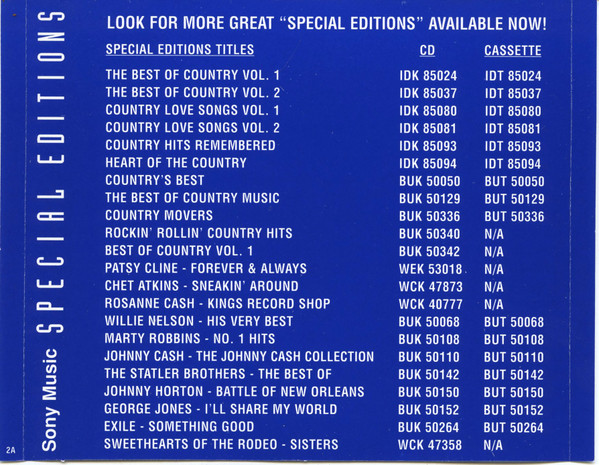 LOOK FOR MORE GREAT “SPECIAL EDITIONS” AVAILABLE NOW!
SPECIAL EDITIONS TITLES CD CASSETTE
THE BEST OF COUNTRY VOL. 1 IDK 85024 IDT 85024
THE BEST OF COUNTRY VOL. 2 IDK 85037 IDT 85037
COUNTRY LOVE SONGS VOL. 1 IDK 85080 IDT 85080
COUNTRY LOVE SONGS VOL. 2 IDK 85081 IDT 85081
COUNTRY HITS REMEMBERED IDK 85093 IDT 85093
HEART OF THE COUNTRY IDK 85094 IDT 85094
COUNTRY’S BEST BUK 50050 BUT 50050
THE BEST OF COUNTRY MUSIC BUK 50129 BUT 50129
COUNTRY MOVERS BUK 50336 BUT 50336
ROCKIN’ ROLLIN’ COUNTRY HITS BUK 50340 N/A
BEST OF COUNTRY VOL. 1 BUK 50342 N/A
PATSY CLINE - FOREVER & ALWAYS WEK 53018 N/A
CHET ATKINS - SNEAKIN’ AROUND WCK 47873 N/A
ROSANNE CASH - KINGS RECORD SHOP WCK 40777 N/A
WILLIE NELSON - HIS VERY BEST BUK 50068 BUT 50068
MARTY ROBBINS - NO. 1 HITS BUK 50108 BUT 50108
JOHNNY CASH - THE JOHNNY CASH COLLECTION BUK 50110 BUT 50110
THE STATLER BROTHERS - THE BEST OF BUK 50142 BUT 50142
JOHNNY HORTON - BATTLE OF NEW ORLEANS BUK 50150 BUT 50150
GEORGE JONES - I’LL SHARE MY WORLD BUK 50152 BUT 50152
EXILE - SOMETHING GOOD BUK 50264 BUT 50264
SWEETHEARTS OF THE RODEO - SISTERS WCK 47358 N/A
Sony Music SPECIAL EDITIONS
2A